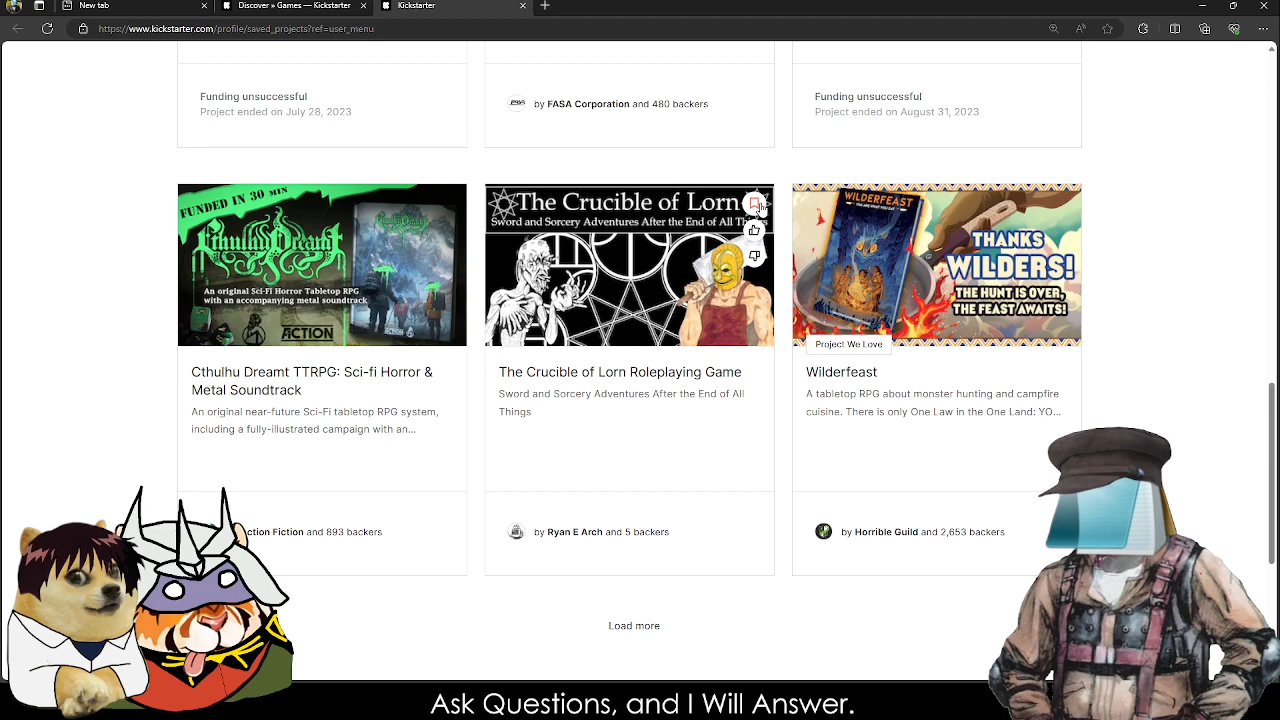 New tab
Discover » Games — Kickstarter
Kickstarter
https://www.kickstarter.com/profile/saved_projects?ref=user_menu
Funding unsuccessful
Project ended on July 28, 2023
by FASA Corporation and 480 backers
Funding unsuccessful
Project ended on August 31, 2023
FUNDED IN 30 MIN
Cthulhu Dreamt
An original Sci-Fi Horror Tabletop RPG
with an accompanying metal soundtrack
ACTION
Cthulhu Dreamt TTRPG: Sci-fi Horror &
Metal Soundtrack
An original near-future Sci-Fi tabletop RPG system,
including a fully-illustrated campaign with an...
ction Fiction and 893 backers
The Crucible of Lorn
Sword and Sorcery Adventures After the End of All Things
The Crucible of Lorn Roleplaying Game
Sword and Sorcery Adventures After the End of All
Things
by Ryan E Arch and 5 backers
WILDERFEAST
YOU ARE WHAT YOU EAT
THANKS
WILDERS!
THE HUNT IS OVER,
THE FEAST AWAITS!
Project We Love
Wilderfeast
A tabletop RPG about monster hunting and campfire
cuisine. There is only One Law in the One Land: YO...
by Horrible Guild and 2,653 backers
Load more
Ask Questions, and I Will Answer.